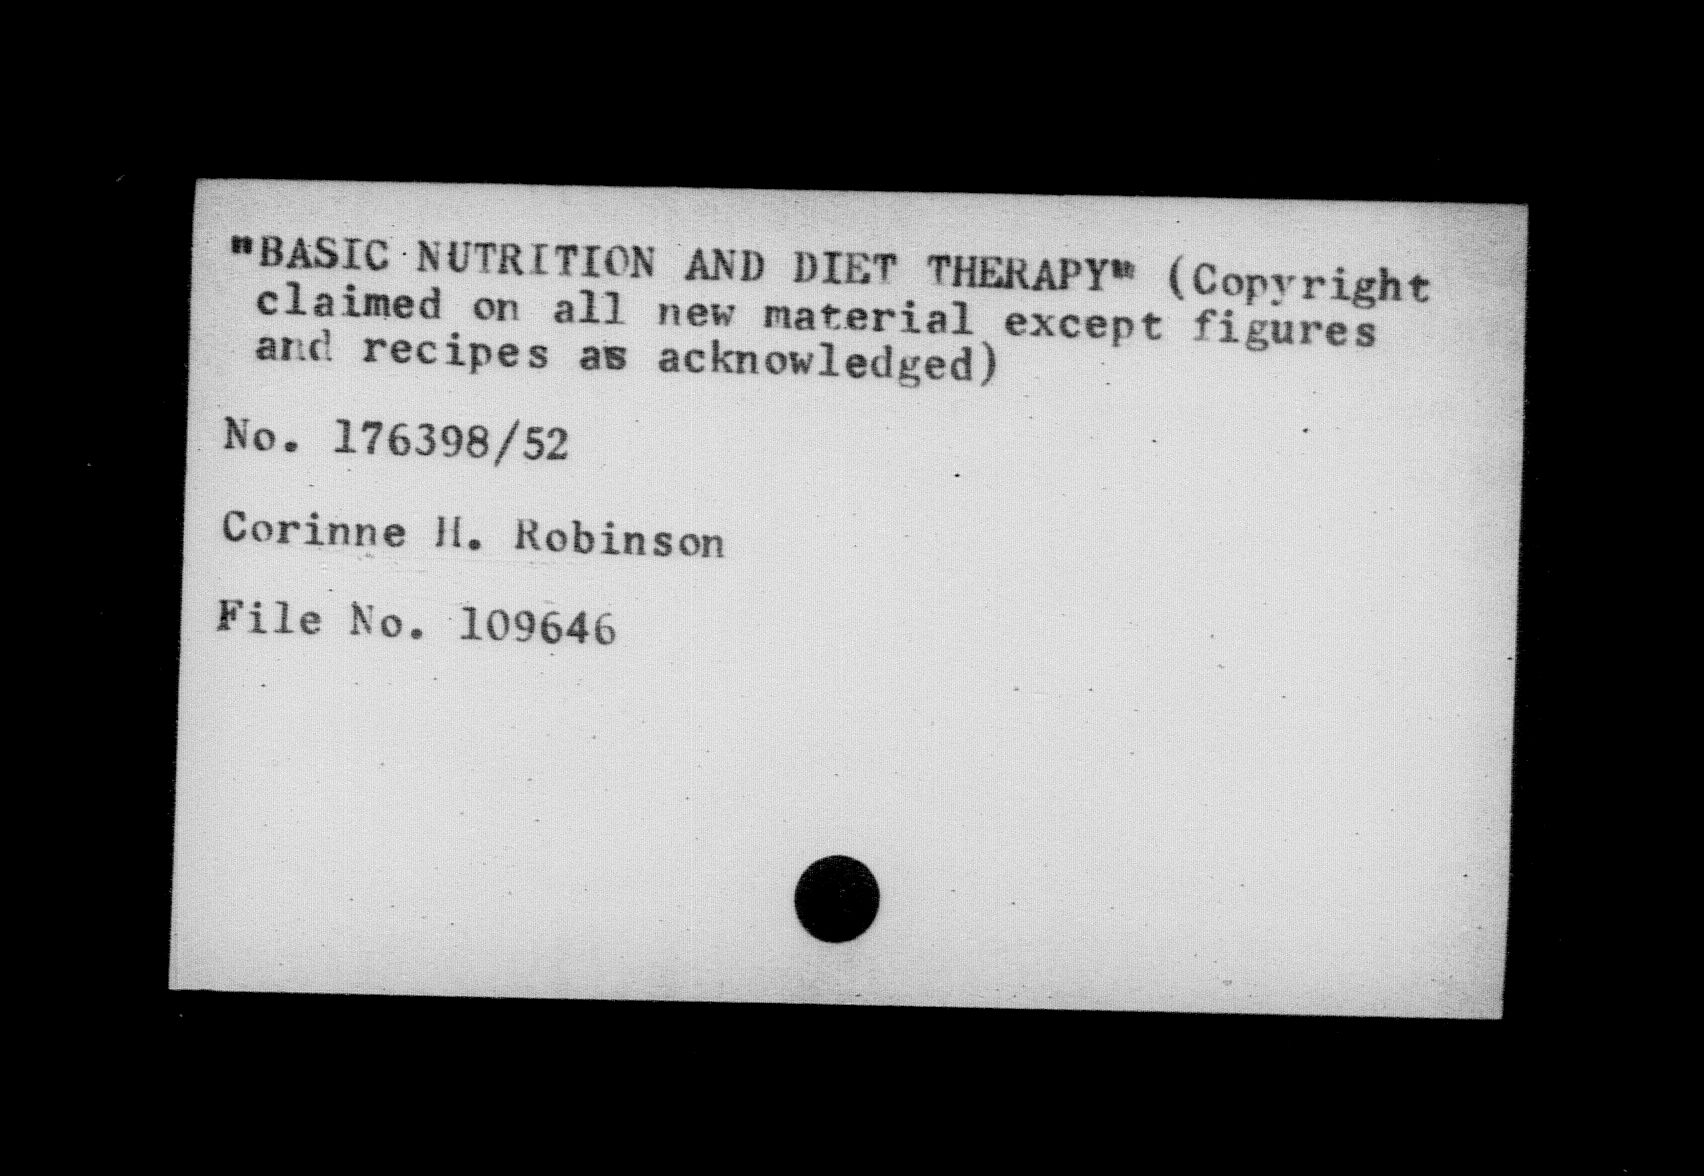 "BASIC NUTRITION AND DIET THERAPY" (Copyright
claimed on all new material except figures
and recipes as acknowledged)
No. 176398/52
Corinne H. Robinson
File No. 109646